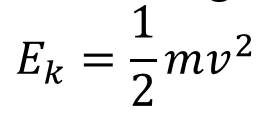 E_k = \frac{1}{2}mv^2